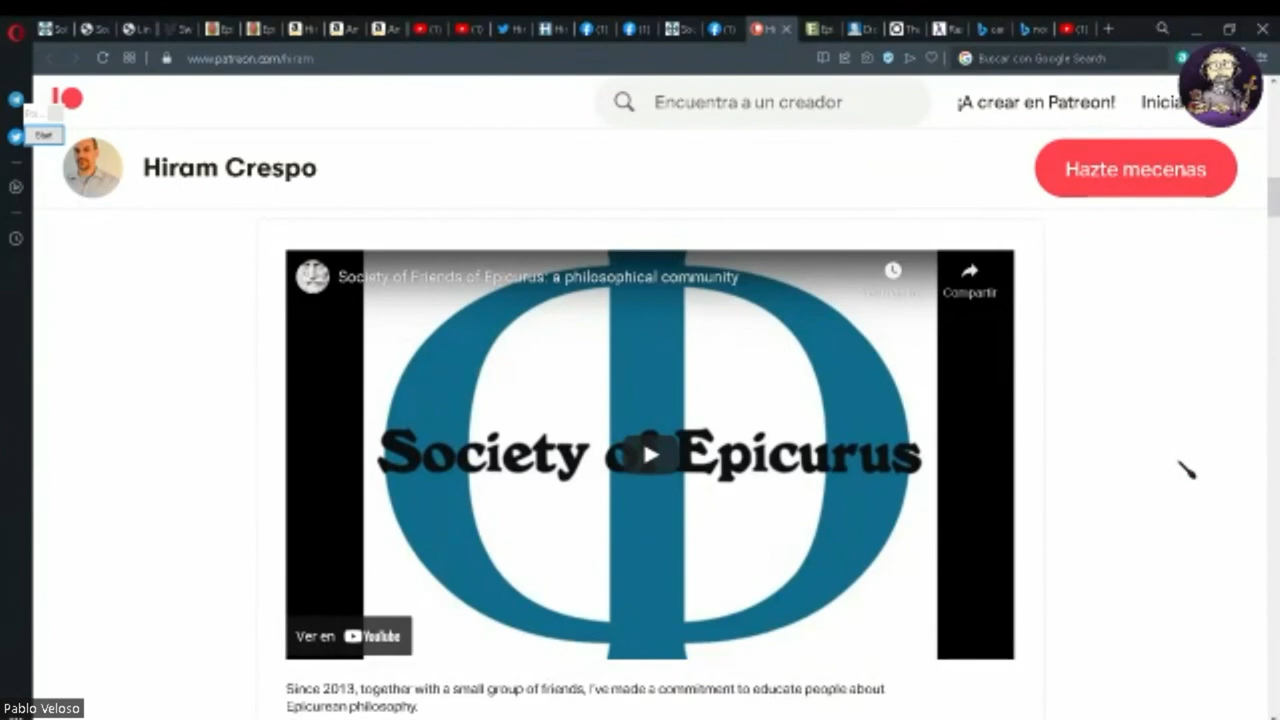 www.patreon.com/hiram
Buscar con Google Search
Encuentra a un creador
¡A crear en Patreon!
Start
Hiram Crespo
Hazte mecenas
Society of Friends of Epicurus: a philosophical community
Compartir
Society of Epicurus
Ver en YouTube
Since 2013, together with a small group of friends, I've made a commitment to educate people about
Epicurean philosophy.
Pablo Veloso